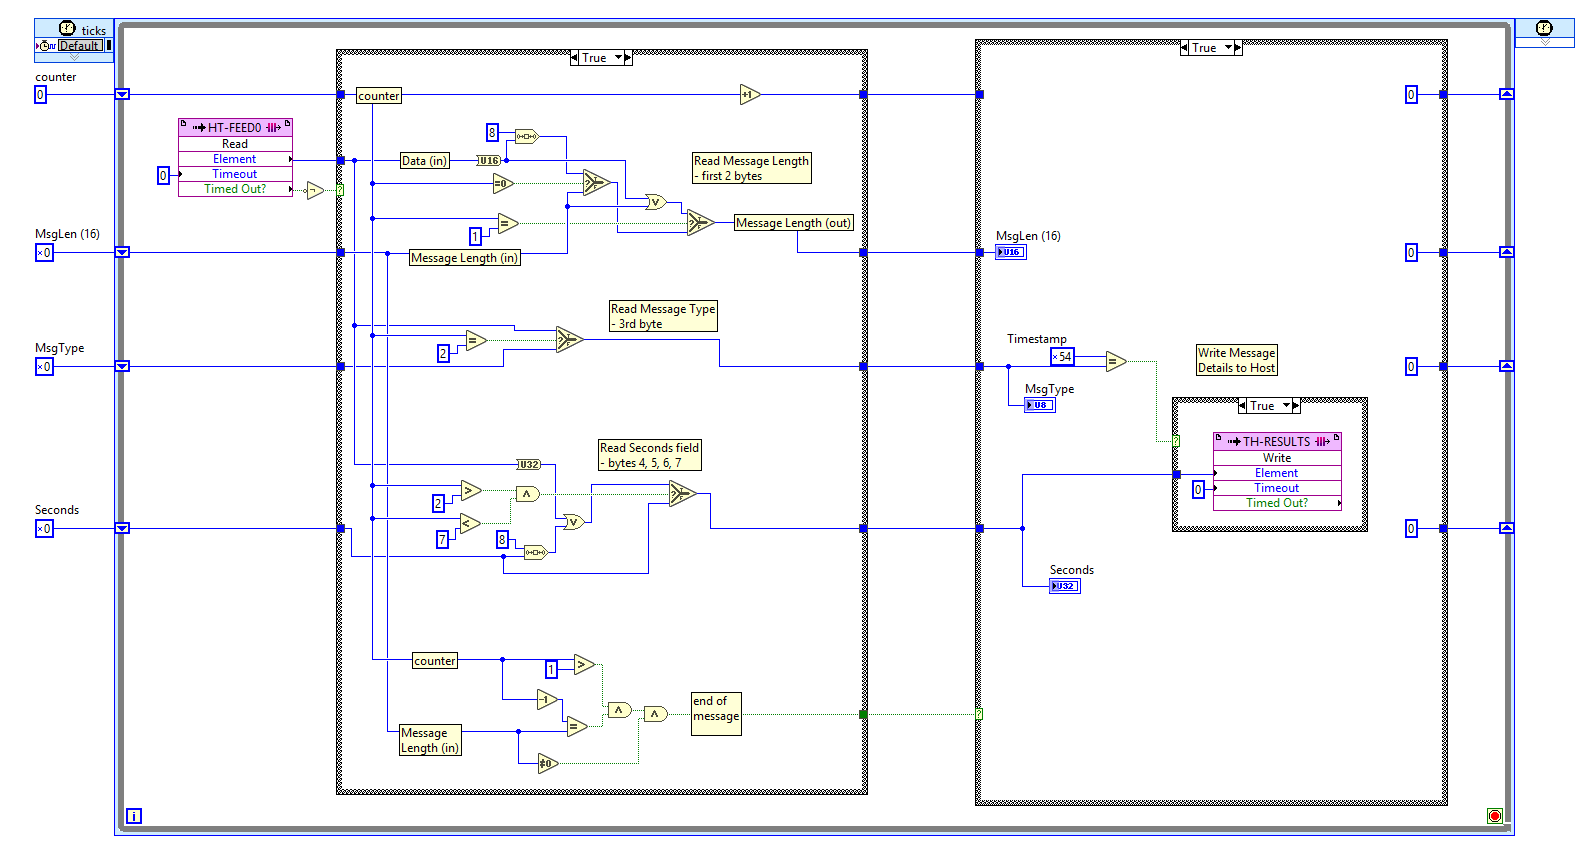 ticks
Default
counter
0
HT-FEED0
Read
Element
Timeout
Timed Out?
0
MsgLen (16)
×0
MsgType
×0
Seconds
×0
i
True
counter
+1
8
Data (in)
U16
=0
=
1
Message Length (in)
V
Read Message Length
- first 2 bytes
Message Length (out)
Read Message Type
- 3rd byte
2
=
U32
Read Seconds field
- bytes 4, 5, 6, 7
>
2
<
7
Λ
8
V
counter
1
>
-1
=
Λ
Λ
Message
Length (in)
≠0
end of
message
True
MsgLen (16)
U16
Timestamp
×54
=
MsgType
U8
Write Message
Details to Host
True
TH-RESULTS
Write
Element
Timeout
Timed Out?
0
Seconds
U32
0
0
0
0